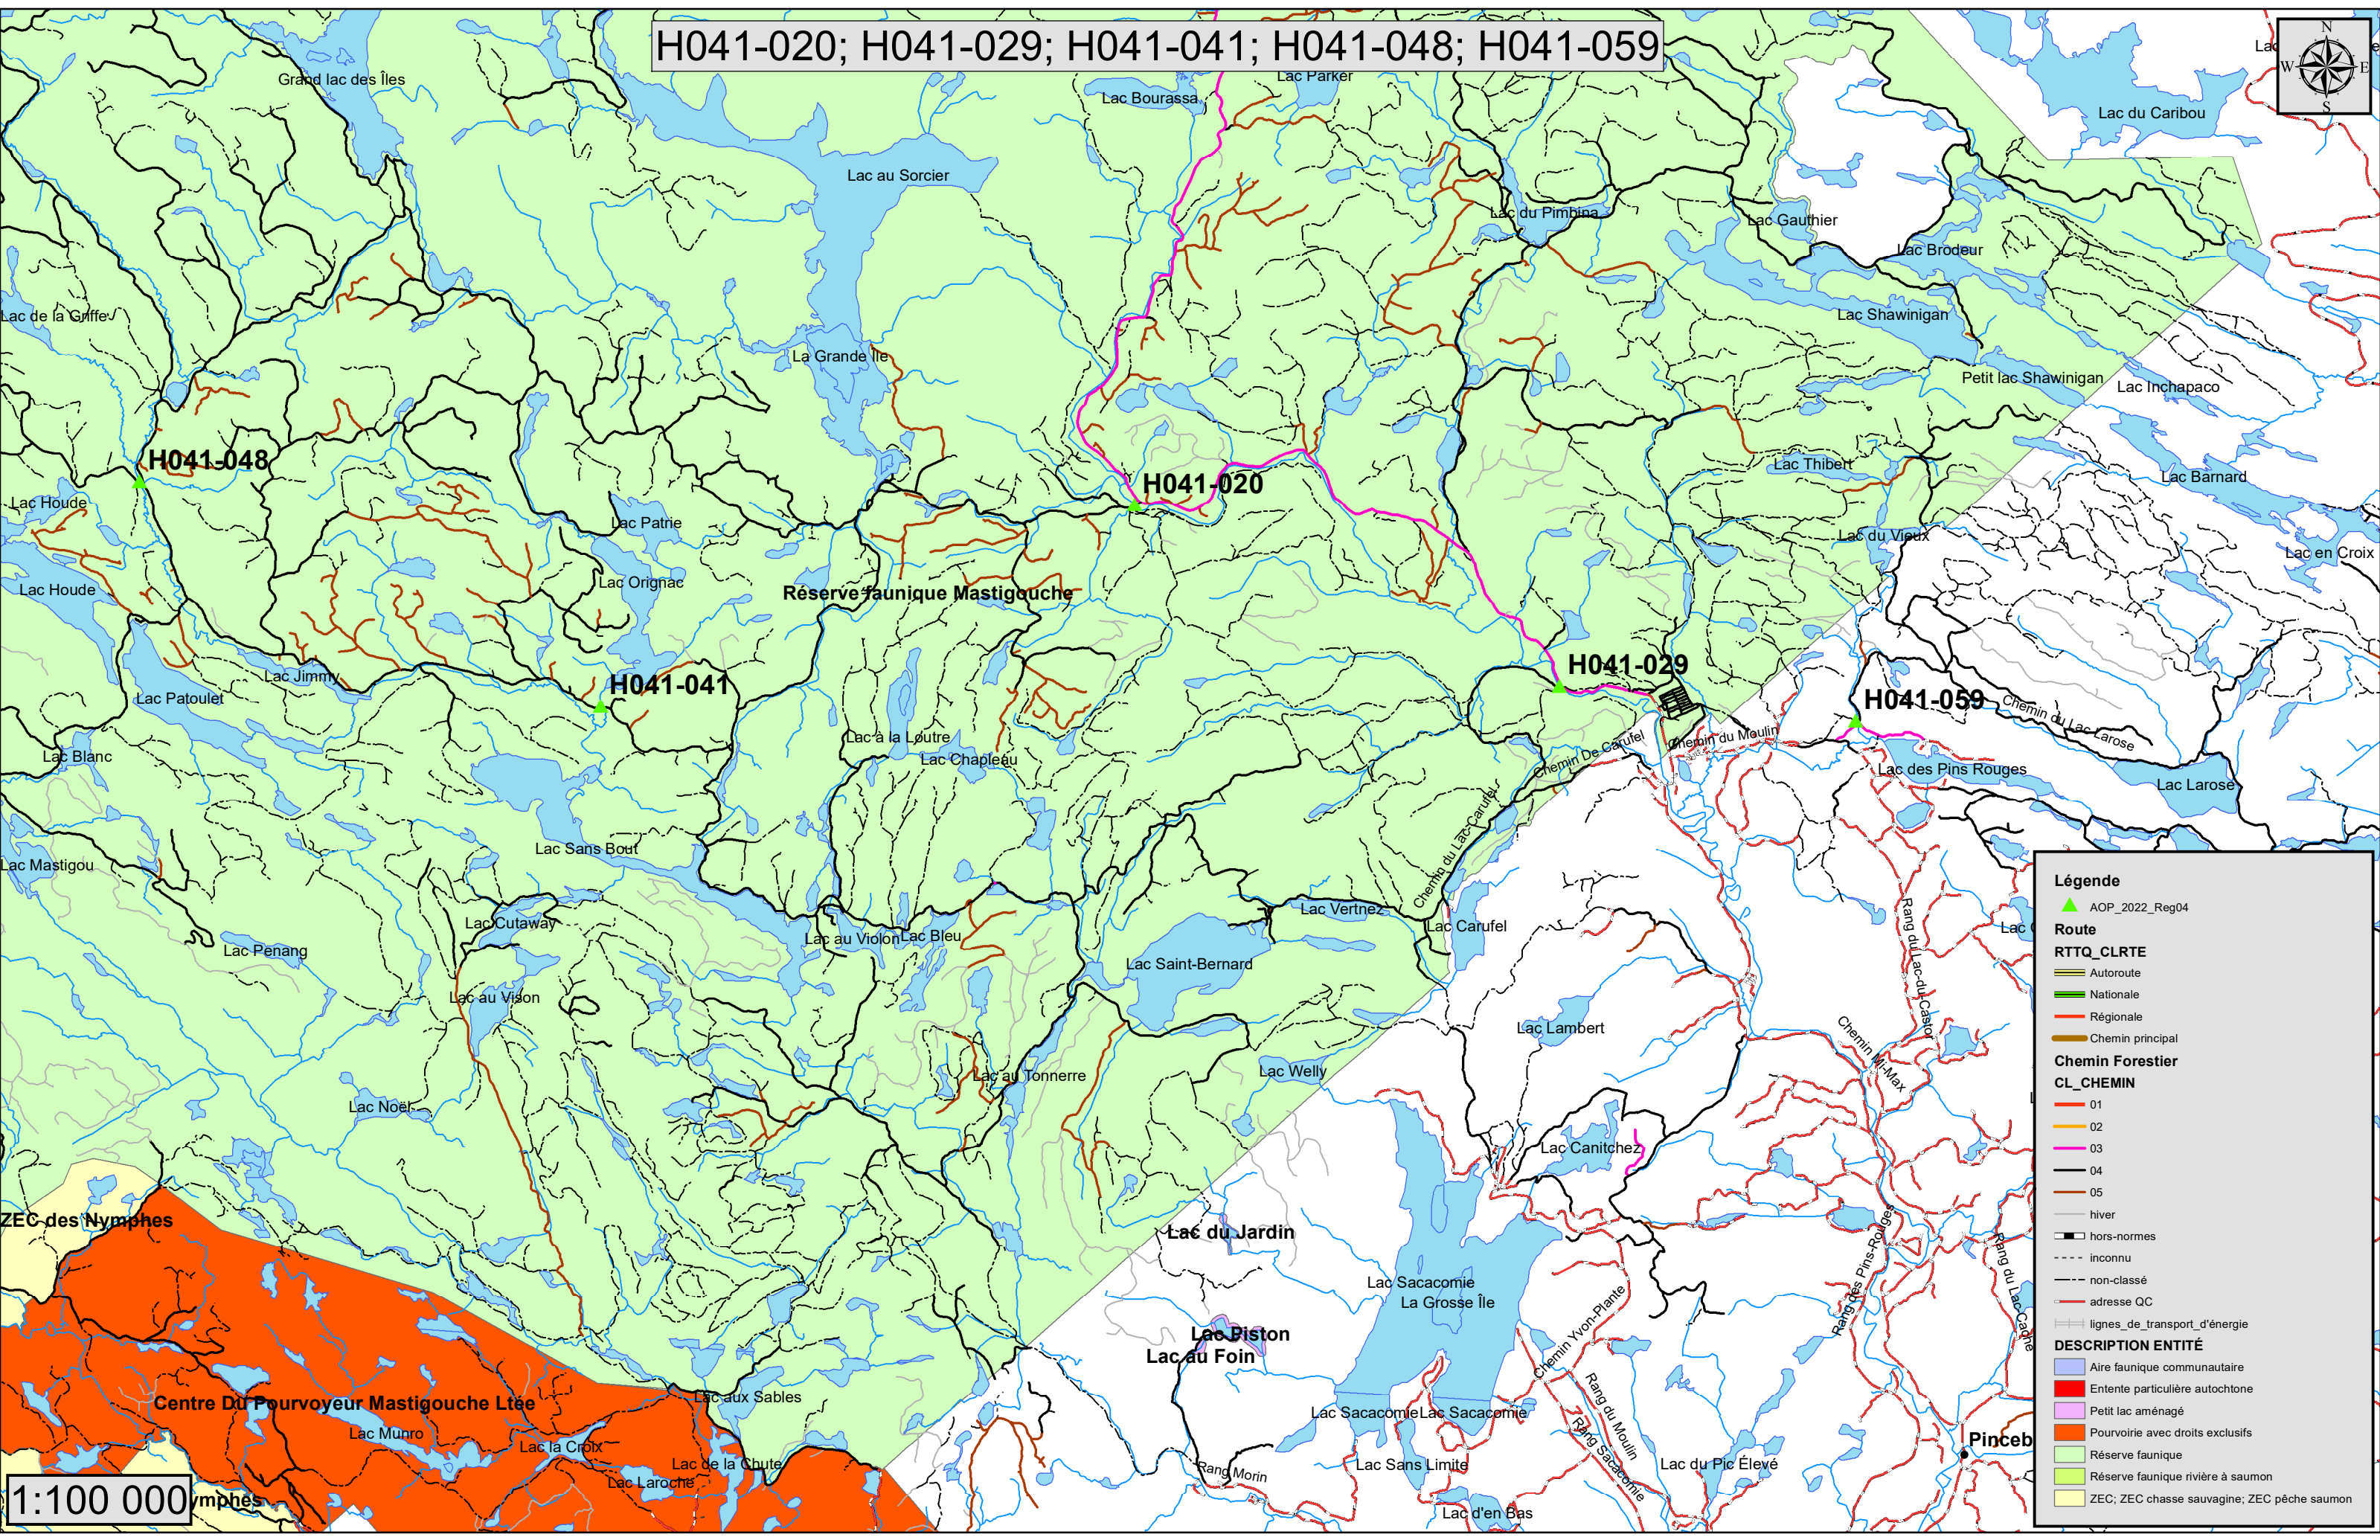 H041-020; H041-029; H041-041; H041-048; H041-059
N
W E
S
Grand lac des Îles
Lac Bourassa
Lac Parker
Lac du Caribou
Lac au Sorcier
Lac du Pimbina
Lac Gauthier
Lac Brodeur
Lac de la Griffe
Lac Shawinigan
La Grande Île
Petit lac Shawinigan
Lac Inchapaco
H041-048
Lac Thibert
Lac Barnard
H041-020
Lac Houde
Lac Patrie
Lac du Vieux
Lac en Croix
Lac Houde
Lac Orignac
Réserve faunique Mastigouche
H041-029
Lac Jimmy
H041-041
Lac Patoulet
H041-059
Chemin du Lac Larose
Lac à la Loutre
Chemin De Carufel
Chemin du Moulin
Lac Blanc
Lac Chapleau
Lac des Pins Rouges
Lac Larose
Chemin du Lac-Carufel
Lac Sans Bout
Lac Mastigou
Lac Cutaway
Lac au Violon
Lac Bleu
Lac Vertnez
Lac Carufel
Rang du Lac-du-Castor
Lac Penang
Lac Saint-Bernard
Lac au Vison
Lac Lambert
Chemin Mi-Max
Lac au Tonnerre
Lac Welly
Lac Noël
Lac Canitchez
ZEC des Nymphes
Lac du Jardin
Rang des Pins-Rouges
Rang du Lac-Cache
Lac Sacacomie
La Grosse Île
Lac Piston
Lac au Foin
Chemin Yvon-Plante
Centre Du Pourvoyeur Mastigouche Ltée
Lac aux Sables
Lac Sacacomie
Lac Sacacomie
Rang du Moulin
Rang Sacacomie
Lac Munro
Lac la Croix
Pinceb
Lac de la Chute
Lac Laroche
Rang Morin
Lac Sans Limite
Lac du Pic Élevé
ymphes
Lac d'en Bas
1:100 000
Légende
AOP_2022_Reg04
Route
RTTQ_CLRTE
Autoroute
Nationale
Régionale
Chemin principal
Chemin Forestier
CL_CHEMIN
01
02
03
04
05
hiver
hors-normes
inconnu
non-classé
adresse QC
lignes_de_transport_d'énergie
DESCRIPTION ENTITÉ
Aire faunique communautaire
Entente particulière autochtone
Petit lac aménagé
Pourvoirie avec droits exclusifs
Réserve faunique
Réserve faunique rivière à saumon
ZEC; ZEC chasse sauvagine; ZEC pêche saumon